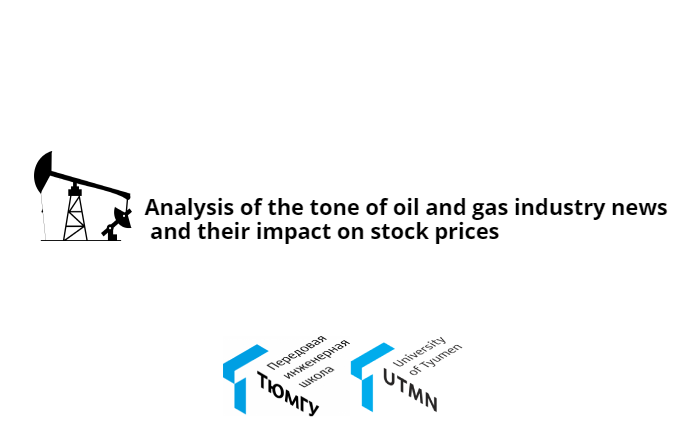 Analysis of the tone of oil and gas industry news
and their impact on stock prices
Передовая
инженерная
школа
ТЮМГУ
University
of Tyumen
UTMN